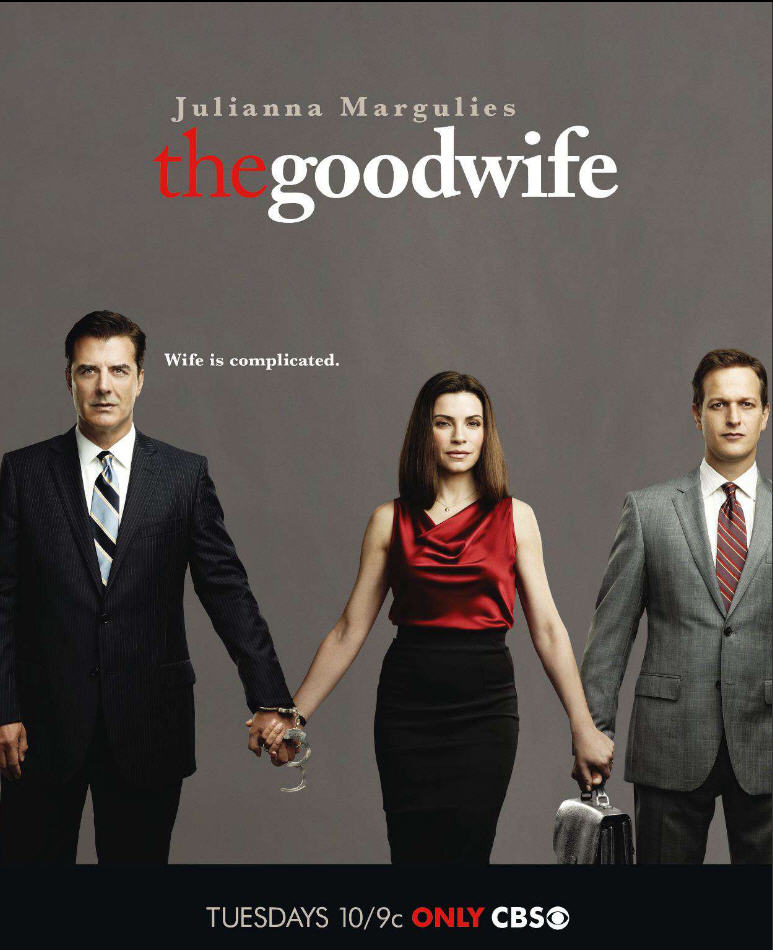 Julianna Margulies
thegoodwife
Wife is complicated.
TUESDAYS 10/9c ONLY CBS